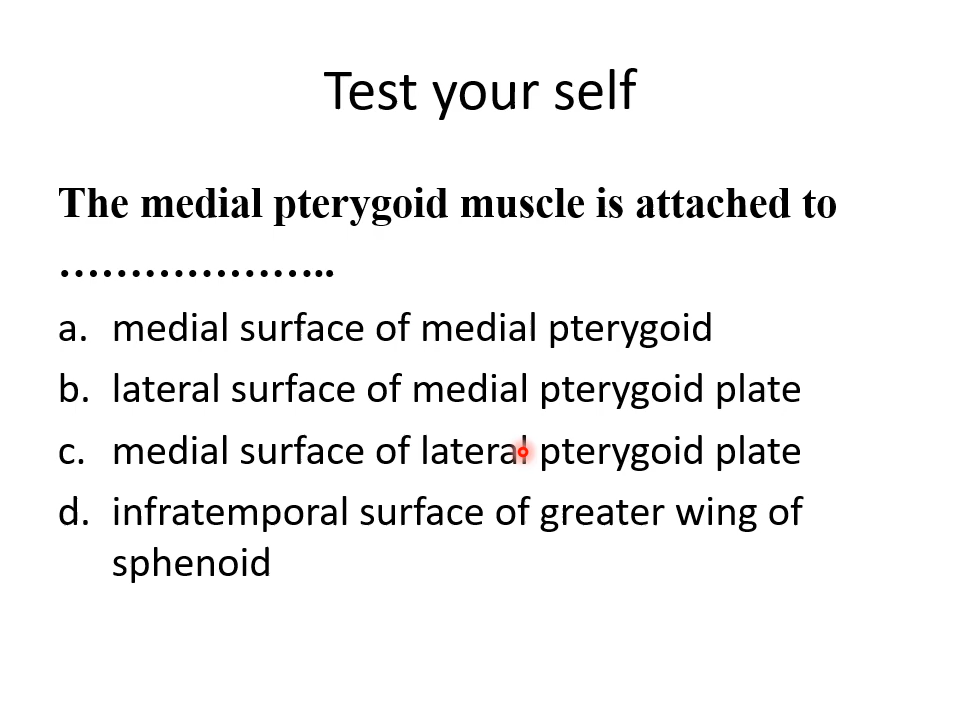 Test your self
The medial pterygoid muscle is attached to
………………..
a. medial surface of medial pterygoid
b. lateral surface of medial pterygoid plate
c. medial surface of lateral pterygoid plate
d. infratemporal surface of greater wing of
sphenoid